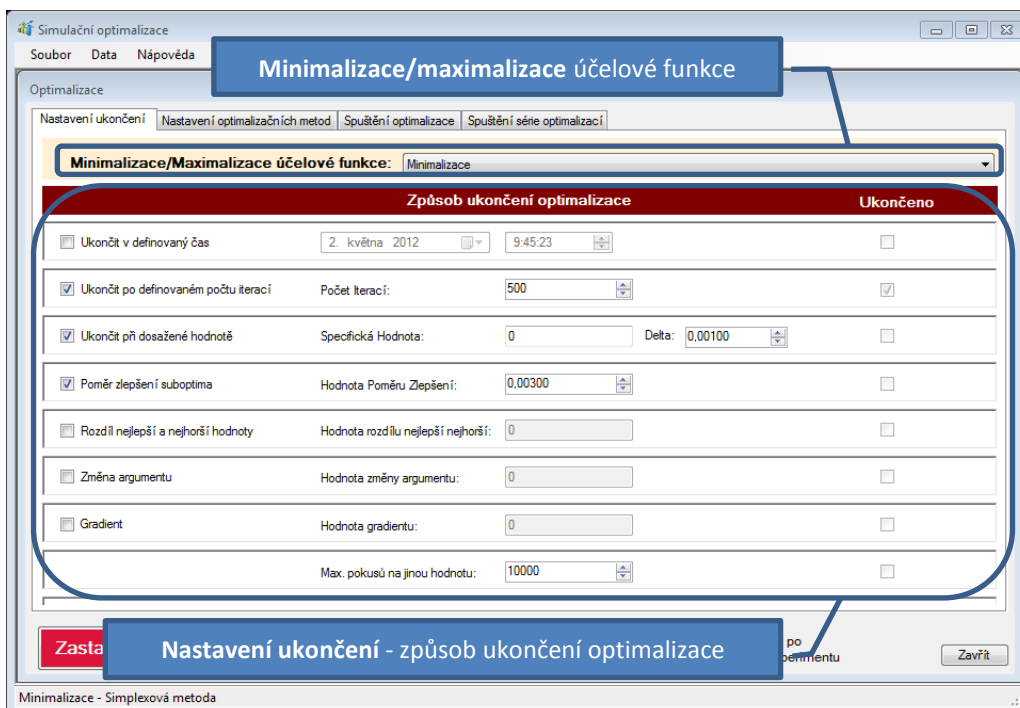 Simulační optimalizace
Soubor Data Nápověda
Minimalizace/maximalizace účelové funkce
Optimalizace
Nastavení ukončení Nastavení optimalizačních metod Spuštění optimalizace Spuštění série optimalizací
Minimalizace/Maximalizace účelové funkce: Minimalizace
Způsob ukončení optimalizace Ukončeno
Ukončit v definovaný čas 2. května 2012 9:45:23
Ukončit po definovaném počtu iterací Počet Iterací: 500
Ukončit při dosažené hodnotě Specifická Hodnota: 0 Delta: 0,00100
Poměr zlepšení suboptima Hodnota Poměru Zlepšení: 0,00300
Rozdíl nejlepší a nejhorší hodnoty Hodnota rozdílu nejlepší nejhorší: 0
Změna argumentu Hodnota změny argumentu: 0
Gradient Hodnota gradientu: 0
Max. pokusů na jinou hodnotu: 10000
Nastavení ukončení - způsob ukončení optimalizace
po
Zavřít
Minimalizace - Simplexová metoda